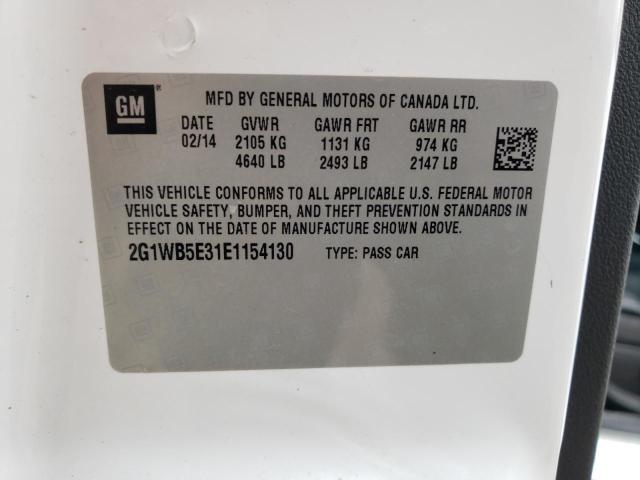 GM
MFD BY GENERAL MOTORS OF CANADA LTD.
DATE GVWR GAWR FRT GAWR RR
02/14 2105 KG 1131 KG 974 KG
4640 LB 2493 LB 2147 LB
THIS VEHICLE CONFORMS TO ALL APPLICABLE U.S. FEDERAL MOTOR
VEHICLE SAFETY, BUMPER, AND THEFT PREVENTION STANDARDS IN
EFFECT ON THE DATE OF MANUFACTURE SHOWN ABOVE.
2G1WB5E31E1154130 TYPE: PASS CAR